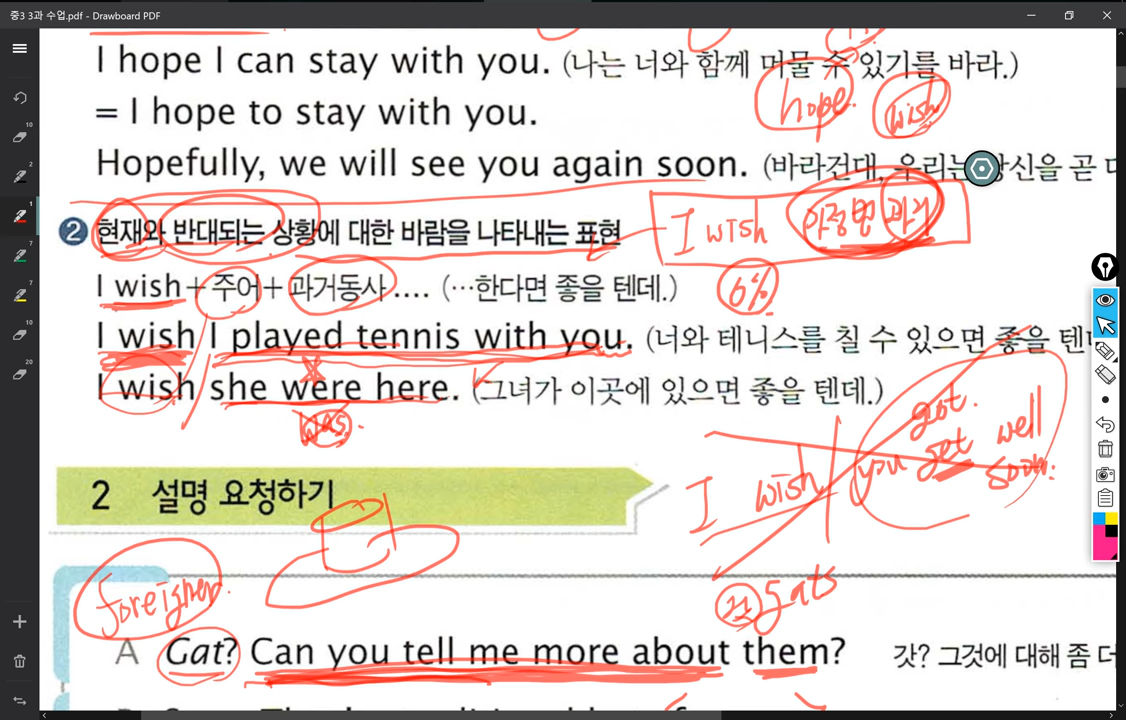 중3 3과 수업.pdf - Drawboard PDF
I hope I can stay with you. (나는 너와 함께 머물 수 있기를 바라.)
hope. wish
= I hope to stay with you.
Hopefully, we will see you again soon. (바라건대, 우리는 당신을 곧 다
② 현재와 반대되는 상황에 대한 바람을 나타내는 표현
I wish 가정법 과거
I wish + 주어 + 과거동사 .... (…한다면 좋을 텐데.)
6%
I wish I played tennis with you. (너와 테니스를 칠 수 있으면 좋을 텐데
I wish she were here. (그녀가 이곳에 있으면 좋을 텐데.)
was.
got.
I wish you get well soon.
2 설명 요청하기
foreigner.
갓 gats
A Gat? Can you tell me more about them? 갓? 그것에 대해 좀 더